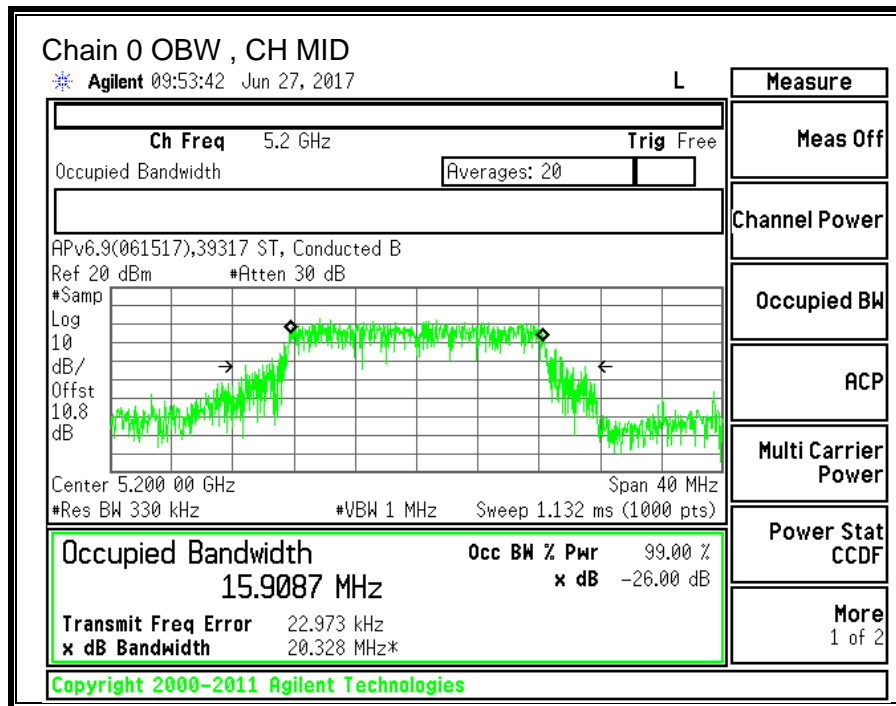 Chain 0 OBW , CH MID
Agilent 09:53:42 Jun 27, 2017 L
Measure
Ch Freq 5.2 GHz Trig Free
Meas Off
Occupied Bandwidth Averages: 20
Channel Power
APv6.9(061517),39317 ST, Conducted B
Ref 20 dBm #Atten 30 dB
#Samp
Log
10
dB/
Offst
10.8
dB
Occupied BW
ACP
Center 5.200 00 GHz Span 40 MHz
#Res BW 330 kHz #VBW 1 MHz Sweep 1.132 ms (1000 pts)
Multi Carrier
Power
Occupied Bandwidth Occ BW % Pwr 99.00 %
15.9087 MHz x dB -26.00 dB
Power Stat
CCDF
Transmit Freq Error 22.973 kHz
x dB Bandwidth 20.328 MHz*
More
1 of 2
Copyright 2000-2011 Agilent Technologies